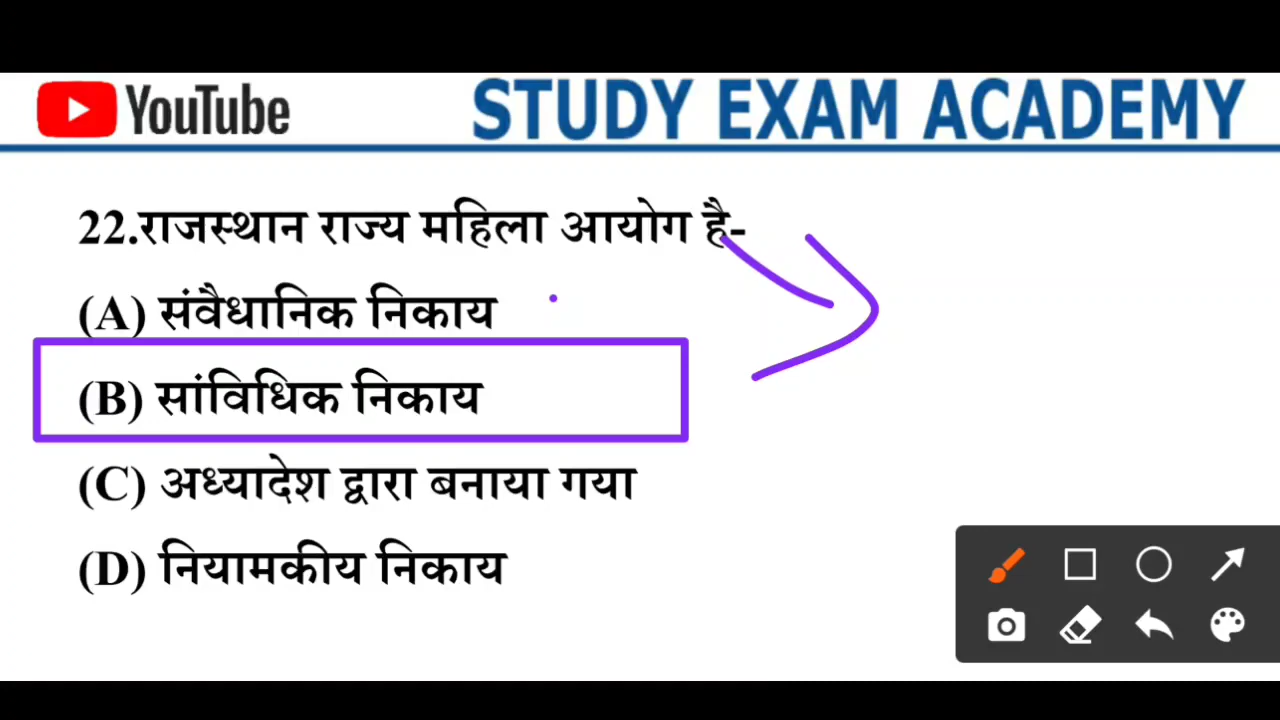 YouTube STUDY EXAM ACADEMY
22.राजस्थान राज्य महिला आयोग है-
(A) संवैधानिक निकाय
(B) सांविधिक निकाय
(C) अध्यादेश द्वारा बनाया गया
(D) नियामकीय निकाय